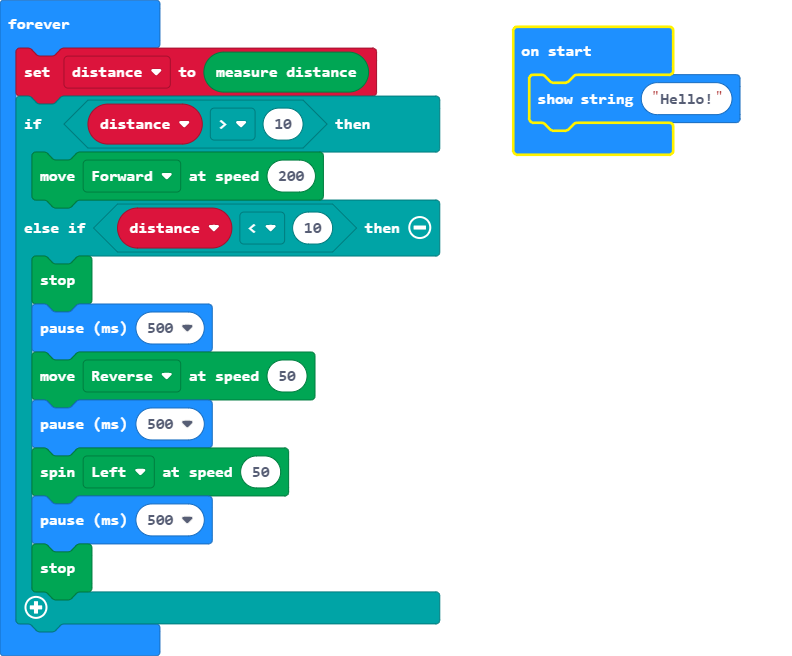 forever
set distance to measure distance
if distance > 10 then
move Forward at speed 200
else if distance < 10 then
stop
pause (ms) 500
move Reverse at speed 50
pause (ms) 500
spin Left at speed 50
pause (ms) 500
stop
on start
show string "Hello!"